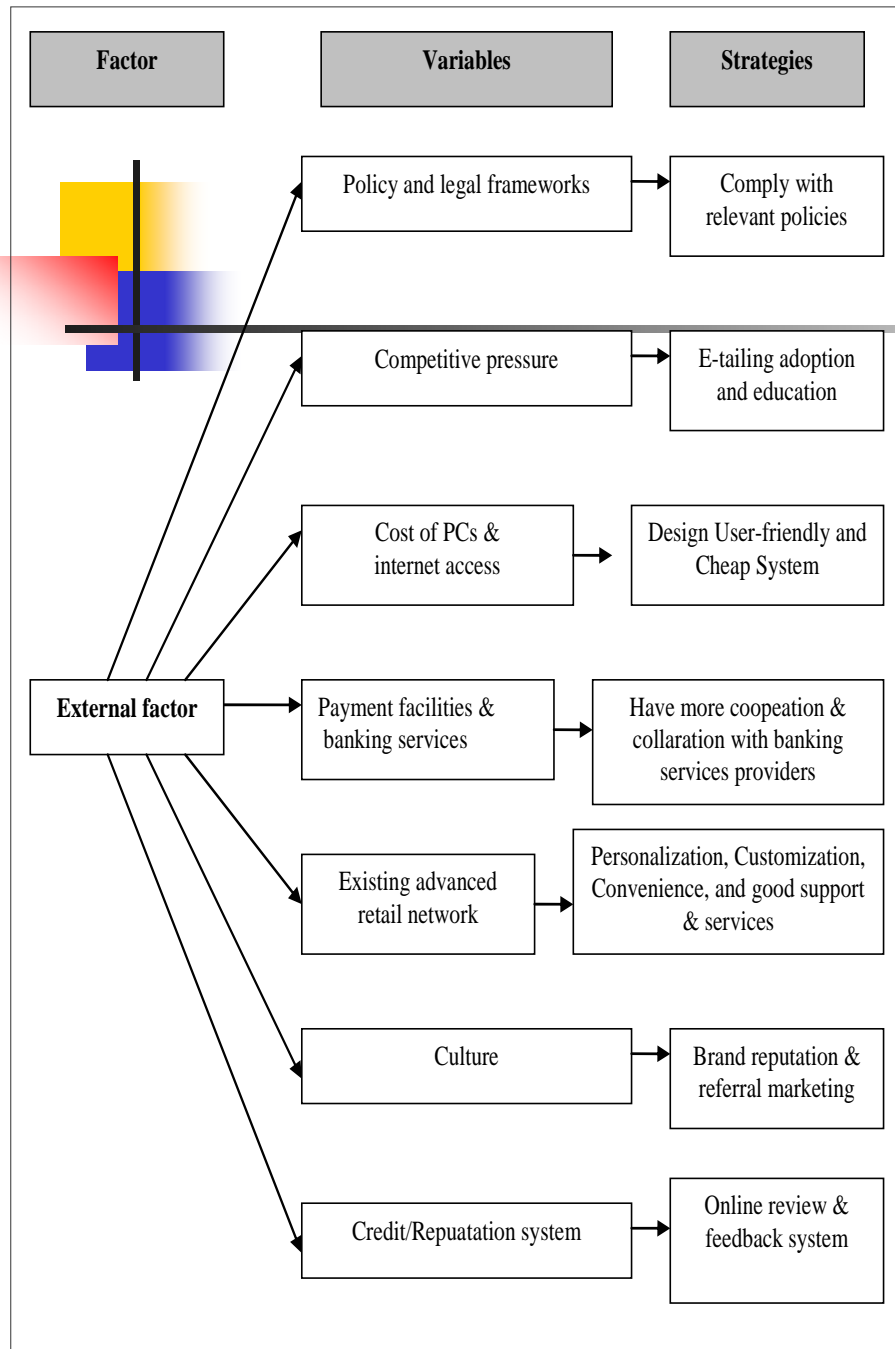 Factor
Variables
Strategies
Policy and legal frameworks
Comply with
relevant policies
Competitive pressure
E-tailing adoption
and education
Cost of PCs &
internet access
Design User-friendly and
Cheap System
External factor
Payment facilities &
banking services
Have more coopeation &
collaration with banking
services providers
Existing advanced
retail network
Personalization, Customization,
Convenience, and good support
& services
Culture
Brand reputation &
referral marketing
Credit/Repuatation system
Online review &
feedback system